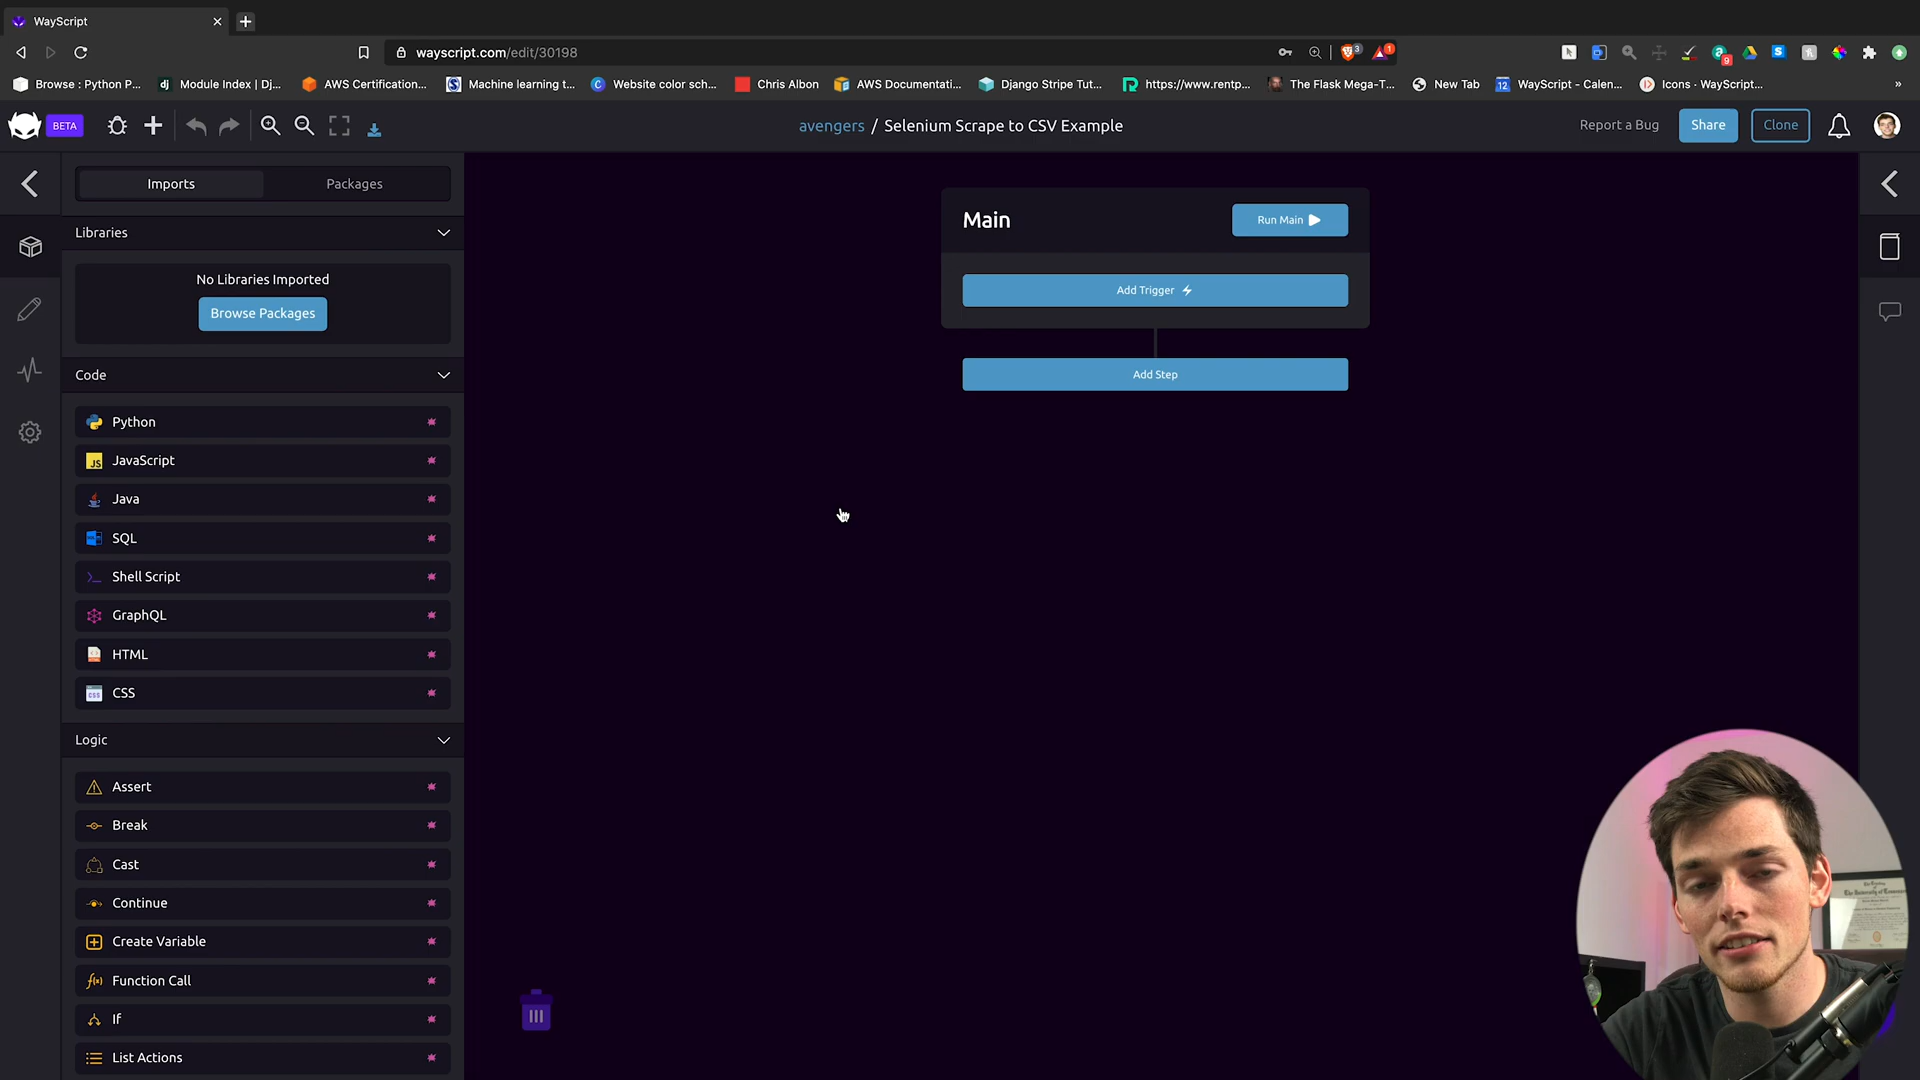 WayScript
wayscript.com/edit/30198
3
1
9
Browse : Python P...
Module Index | Dj...
AWS Certification...
Machine learning t...
Website color sch...
Chris Albon
AWS Documentati...
Django Stripe Tut...
https://www.rentp...
The Flask Mega-T...
New Tab
12
WayScript - Calen...
Icons · WayScript...
»
BETA
avengers / Selenium Scrape to CSV Example
Report a Bug
Share
Clone
Imports
Packages
Libraries
No Libraries Imported
Browse Packages
Code
Python
JavaScript
Java
SQL
Shell Script
GraphQL
HTML
CSS
Logic
Assert
Break
Cast
Continue
Create Variable
Function Call
If
List Actions
Main
Run Main
Add Trigger
Add Step